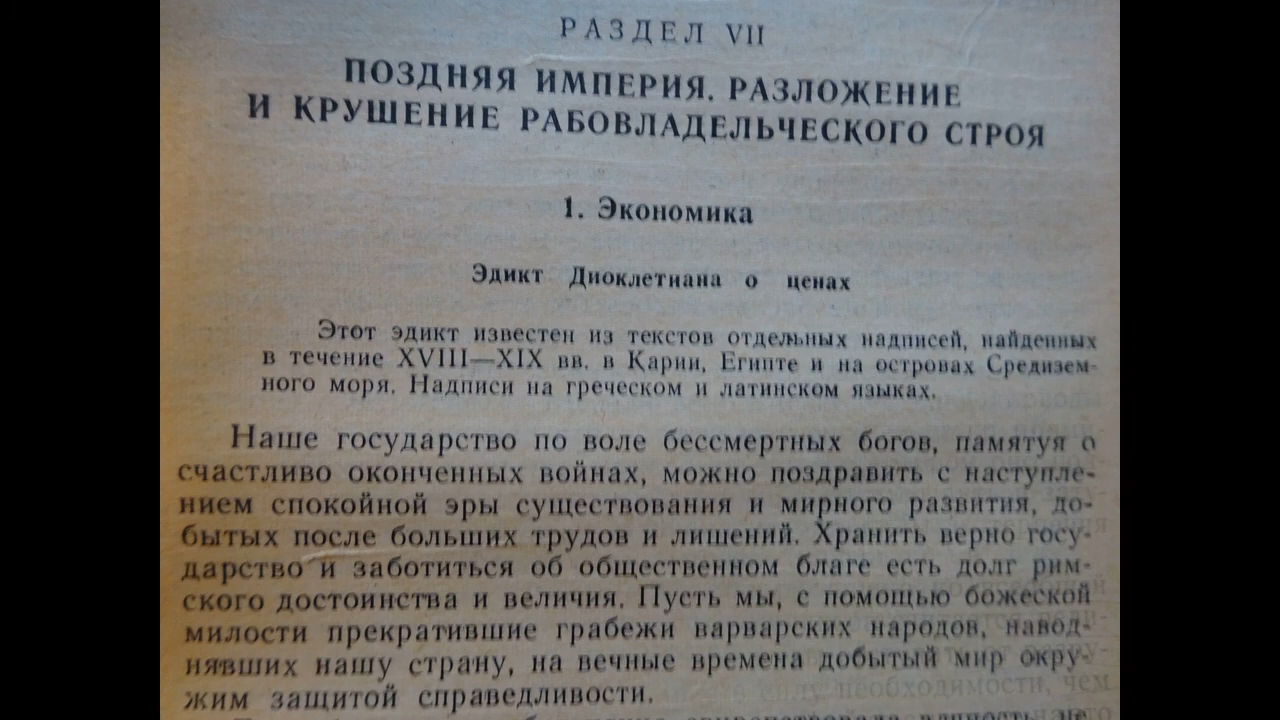 РАЗДЕЛ VII
ПОЗДНЯЯ ИМПЕРИЯ. РАЗЛОЖЕНИЕ
И КРУШЕНИЕ РАБОВЛАДЕЛЬЧЕСКОГО СТРОЯ
1. Экономика
Эдикт Диоклетиана о ценах
Этот эдикт известен из текстов отдельных надписей, найденных
в течение XVIII—XIX вв. в Карии, Египте и на островах Средизем-
ного моря. Надписи на греческом и латинском языках.
Наше государство по воле бессмертных богов, памятуя о
счастливо оконченных войнах, можно поздравить с наступле-
нием спокойной эры существования и мирного развития, до-
бытых после больших трудов и лишений. Хранить верно госу-
дарство и заботиться об общественном благе есть долг рим-
ского достоинства и величия. Пусть мы, с помощью божеской
милости прекратившие грабежи варварских народов, навод-
нявших нашу страну, на вечные времена добытый мир окру-
жим защитой справедливости.